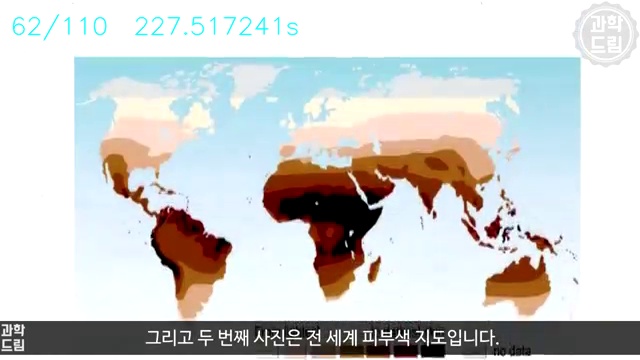 62/110 227.517241s
과학
드림
과학
드림
그리고 두 번째 사진은 전 세계 피부색 지도입니다.
no data